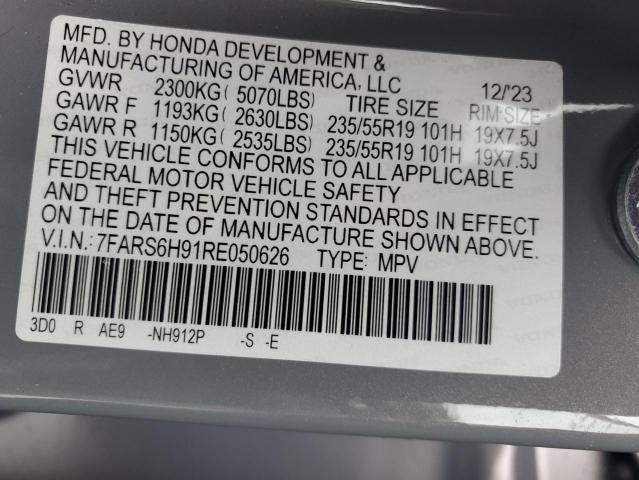 MFD. BY HONDA DEVELOPMENT &
MANUFACTURING OF AMERICA, LLC 12/'23
GVWR 2300KG( 5070LBS) TIRE SIZE RIM SIZE
GAWR F 1193KG( 2630LBS) 235/55R19 101H 19X7.5J
GAWR R 1150KG( 2535LBS) 235/55R19 101H 19X7.5J
THIS VEHICLE CONFORMS TO ALL APPLICABLE
FEDERAL MOTOR VEHICLE SAFETY
AND THEFT PREVENTION STANDARDS IN EFFECT
ON THE DATE OF MANUFACTURE SHOWN ABOVE.
V.I.N.: 7FARS6H91RE050626 TYPE: MPV
3D0 R AE9 -NH912P -S -E